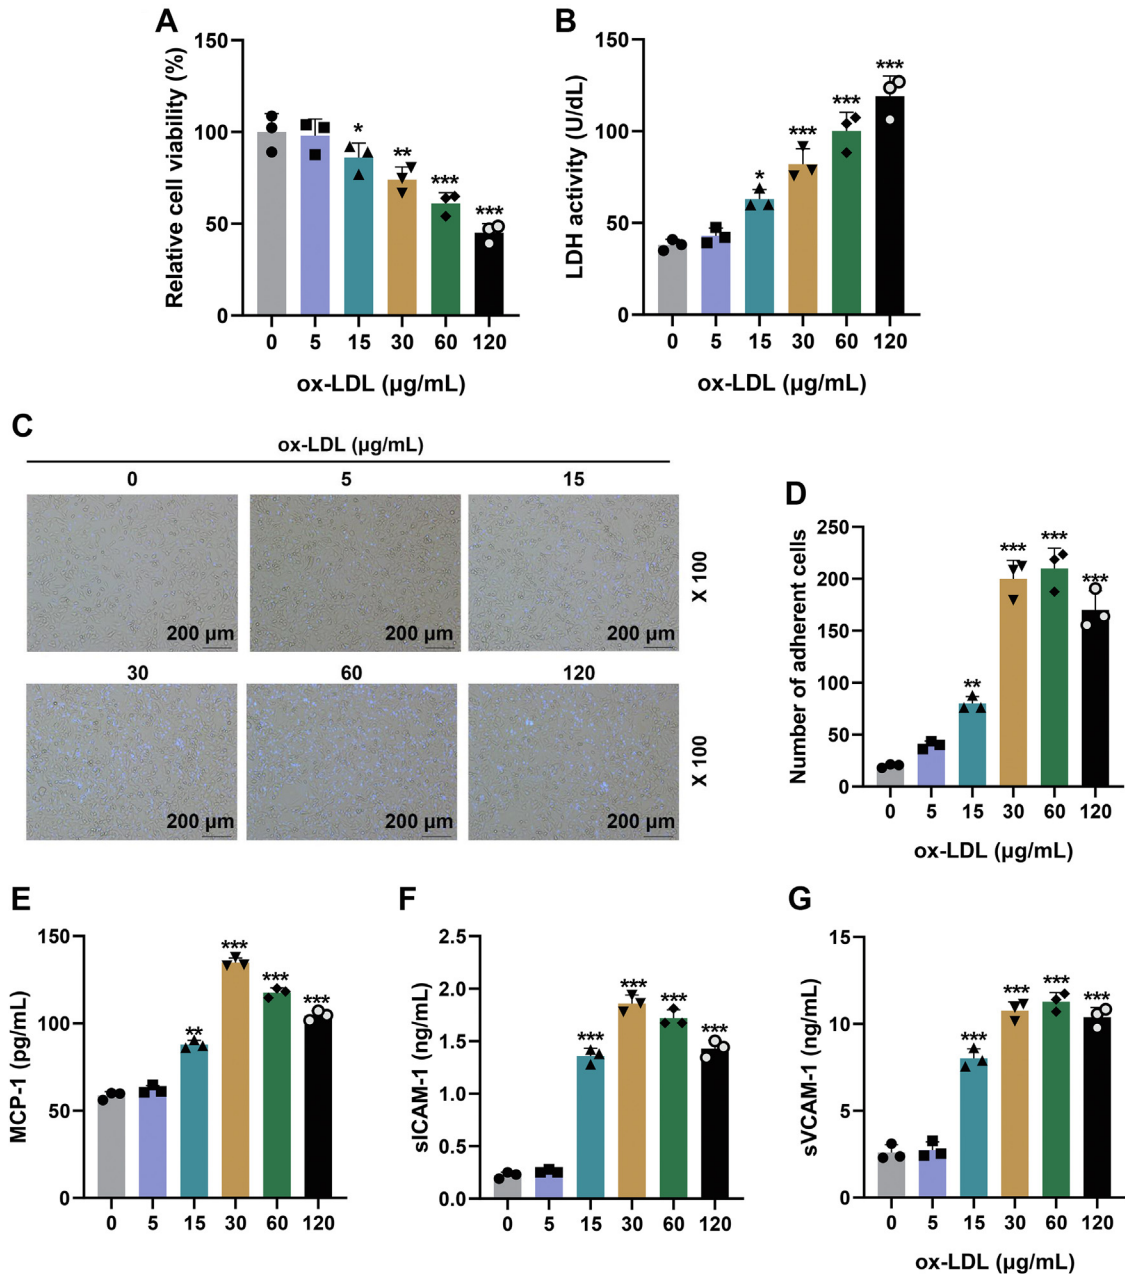 A
Relative cell viability (%)
150
100
50
0
*
**
***
***
0 5 15 30 60 120
ox-LDL (μg/mL)
B
LDH activity (U/dL)
150
100
50
0
*
***
***
***
0 5 15 30 60 120
ox-LDL (μg/mL)
C
ox-LDL (μg/mL)
0 5 15
200 μm 200 μm 200 μm
X 100
30 60 120
200 μm 200 μm 200 μm
X 100
D
Number of adherent cells
250
200
150
100
50
0
**
***
***
***
0 5 15 30 60 120
ox-LDL (μg/mL)
E
MCP-1 (pg/mL)
150
100
50
0
**
***
***
***
0 5 15 30 60 120
F
sICAM-1 (ng/mL)
2.5
2.0
1.5
1.0
0.5
0.0
***
***
***
***
0 5 15 30 60 120
G
sVCAM-1 (ng/mL)
15
10
5
0
***
***
***
***
0 5 15 30 60 120
ox-LDL (μg/mL)